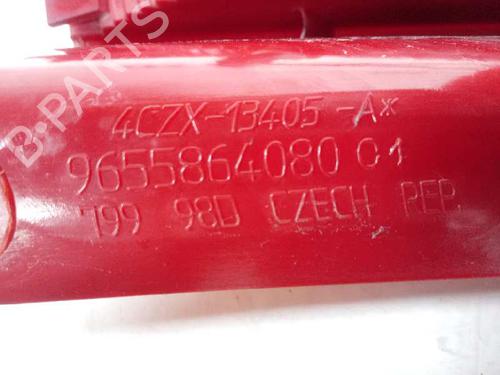 B-PARTS
4CZX-13405-A*
9655864080 01
199 98D CZECH REP.